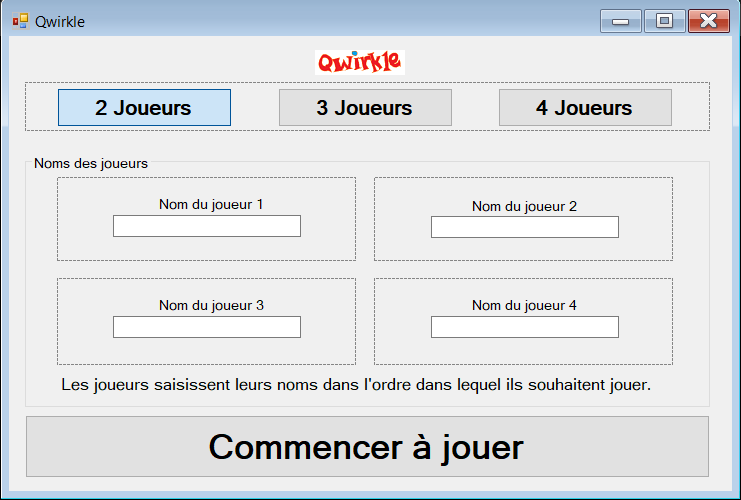 Qwirkle
Qwirkle
2 Joueurs
3 Joueurs
4 Joueurs
Noms des joueurs
Nom du joueur 1
Nom du joueur 2
Nom du joueur 3
Nom du joueur 4
Les joueurs saisissent leurs noms dans l'ordre dans lequel ils souhaitent jouer.
Commencer à jouer